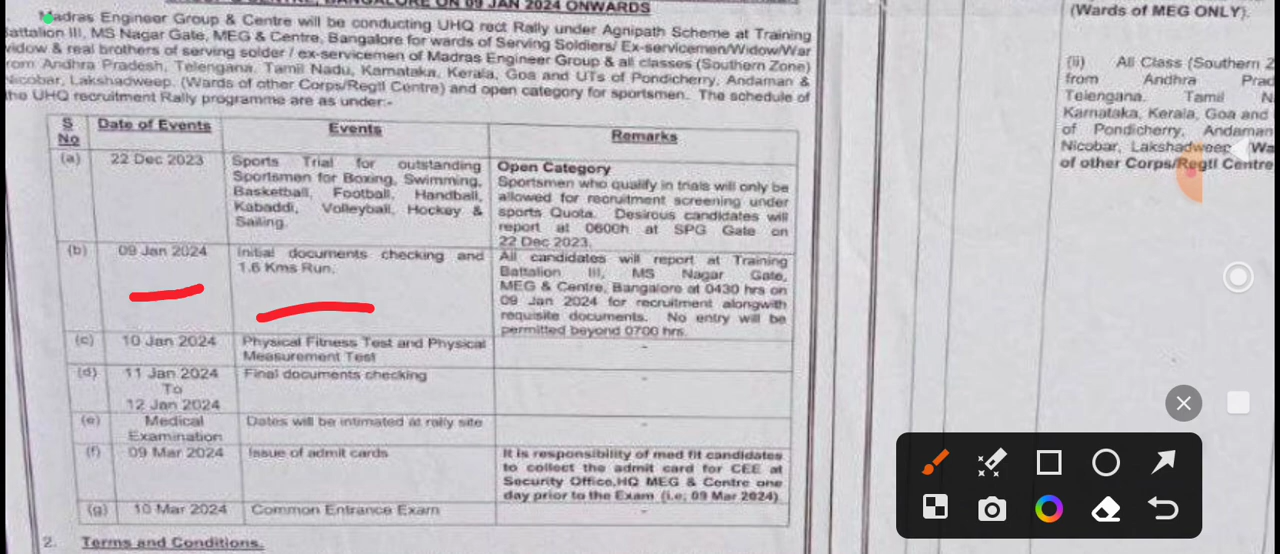 BANGALORE ON 09 JAN 2024 ONWARDS
Madras Engineer Group & Centre will be conducting UHQ rect Rally under Agnipath Scheme at Training
Battalion III, MS Nagar Gate, MEG & Centre, Bangalore for wards of Serving Soldiers/ Ex-servicemen/Widow/War
widow & real brothers of serving solder / ex-servicemen of Madras Engineer Group & all classes (Southern Zone)
from Andhra Pradesh, Telengana, Tamil Nadu, Karnataka, Kerala, Goa and UTs of Pondicherry, Andaman &
Nicobar, Lakshadweep. (Wards of other Corps/Regtl Centre) and open category for sportsmen. The schedule of
the UHQ recruitment Rally programme are as under:-
S No Date of Events Events Remarks
(a) 22 Dec 2023 Sports Trial for outstanding
Sportsmen for Boxing, Swimming,
Basketball, Football, Handball,
Kabaddi, Volleyball, Hockey &
Sailing.
Open Category
Sportsmen who qualify in trials will only be
allowed for recruitment screening under
sports Quota. Desirous candidates will
report at 0600h at SPG Gate on
22 Dec 2023.
(b) 09 Jan 2024 Initial documents checking and
1.6 Kms Run.
All candidates will report at Training
Battalion III, MS Nagar Gate,
MEG & Centre, Bangalore at 0430 hrs on
09 Jan 2024 for recruitment alongwith
requisite documents. No entry will be
permitted beyond 0700 hrs.
(c) 10 Jan 2024 Physical Fitness Test and Physical
Measurement Test
-
(d) 11 Jan 2024
To
12 Jan 2024
Final documents checking
-
(e) Medical
Examination
Dates will be intimated at rally site
-
(f) 09 Mar 2024 Issue of admit cards
It is responsibility of med fit candidates
to collect the admit card for CEE at
Security Office,HQ MEG & Centre one
day prior to the Exam (i.e; 09 Mar 2024)
(g) 10 Mar 2024 Common Entrance Exam -
2. Terms and Conditions.
(Wards of MEG ONLY).
(ii) All Class (Southern Z
from Andhra Prad
Telengana. Tamil N
Karnataka, Kerala, Goa and
of Pondicherry, Andaman
Nicobar, Lakshadweep (Wa
of other Corps/Regtl Centre